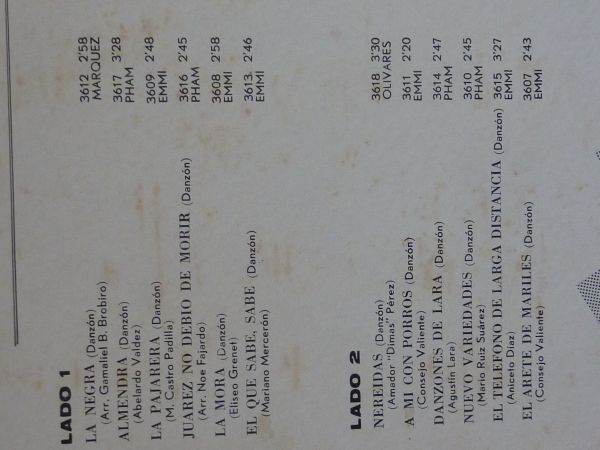 LADO 1
LA NEGRA (Danzón) 3612 2'58
(Arr. Gamaliel B. Brobiro) MARQUEZ
ALMENDRA (Danzón) 3617 3'28
(Abelardo Valdez) PHAM
LA PAJARERA (Danzón) 3609 2'48
(M. Castro Padilla) EMMI
JUAREZ NO DEBIO DE MORIR (Danzón) 3616 2'45
(Arr. Noe Fajardo) PHAM
LA MORA (Danzón) 3608 2'58
(Eliseo Grenet) EMMI
EL QUE SABE, SABE (Danzón) 3613 2'46
(Mariano Mercerón) EMMI
LADO 2
NEREIDAS (Danzón) 3618 3'30
(Amador "Dimas" Pérez) OLIVARES
A MI CON PORROS (Danzón) 3611 2'20
(Consejo Valiente) EMMI
DANZONES DE LARA (Danzón) 3614 2'47
(Agustín Lara) PHAM
NUEVO VARIEDADES (Danzón) 3610 2'45
(Mario Ruiz Suárez) PHAM
EL TELEFONO DE LARGA DISTANCIA (Danzón) 3615 3'27
(Aniceto Díaz) EMMI
EL ARETE DE MARILES (Danzón) 3607 2'43
(Consejo Valiente) EMMI